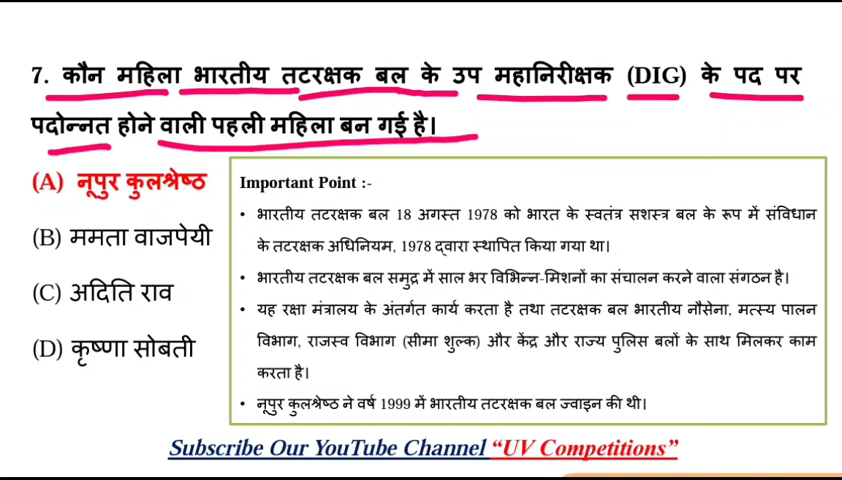 7. कौन महिला भारतीय तटरक्षक बल के उप महानिरीक्षक (DIG) के पद पर
पदोन्नत होने वाली पहली महिला बन गई है।
(A) नूपुर कुलश्रेष्ठ
(B) ममता वाजपेयी
(C) अदिति राव
(D) कृष्णा सोबती
Important Point :-
• भारतीय तटरक्षक बल 18 अगस्त 1978 को भारत के स्वतंत्र सशस्त्र बल के रूप में संविधान
के तटरक्षक अधिनियम, 1978 द्वारा स्थापित किया गया था।
• भारतीय तटरक्षक बल समुद्र में साल भर विभिन्न-मिशनों का संचालन करने वाला संगठन है।
• यह रक्षा मंत्रालय के अंतर्गत कार्य करता है तथा तटरक्षक बल भारतीय नौसेना, मत्स्य पालन
विभाग, राजस्व विभाग (सीमा शुल्क) और केंद्र और राज्य पुलिस बलों के साथ मिलकर काम
करता है।
• नूपुर कुलश्रेष्ठ ने वर्ष 1999 में भारतीय तटरक्षक बल ज्वाइन की थी।
Subscribe Our YouTube Channel “UV Competitions”